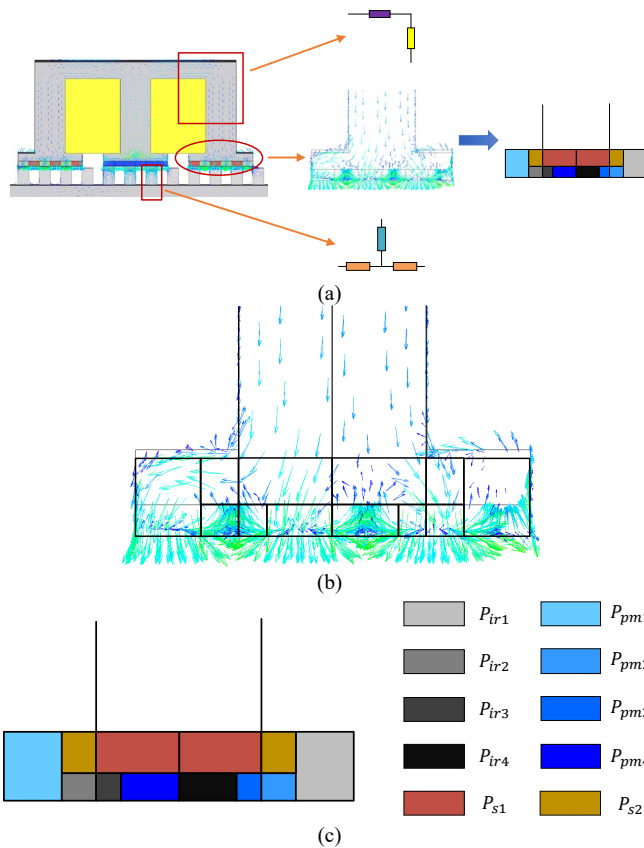 (a)
(b)
P_{ir1} P_{pm1}
P_{ir2} P_{pm2}
P_{ir3} P_{pm3}
P_{ir4} P_{pm4}
P_{s1} P_{s2}
(c)